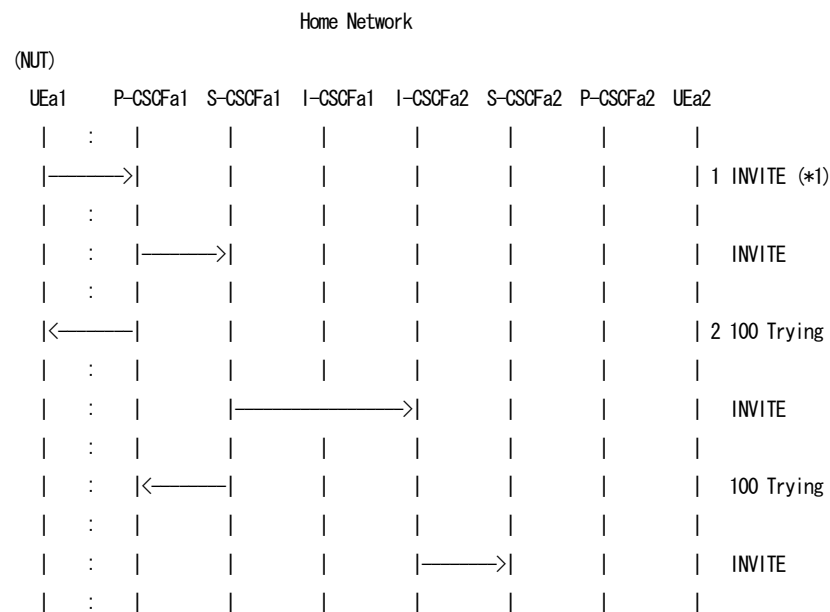 Home Network
(NUT)
UEa1 P-CSCFa1 S-CSCFa1 I-CSCFa1 I-CSCFa2 S-CSCFa2 P-CSCFa2 UEa2
| : | | | | | | |
|-------->| | | | | | | 1 INVITE (*1)
| : | | | | | | |
| : |-------->| | | | | | INVITE
| : | | | | | | |
|<--------| | | | | | | 2 100 Trying
| : | | | | | | |
| : | |------------------>| | | | INVITE
| : | | | | | | |
| : |<--------| | | | | | 100 Trying
| : | | | | | | |
| : | | | |-------->| | | INVITE
| : | | | | | | |